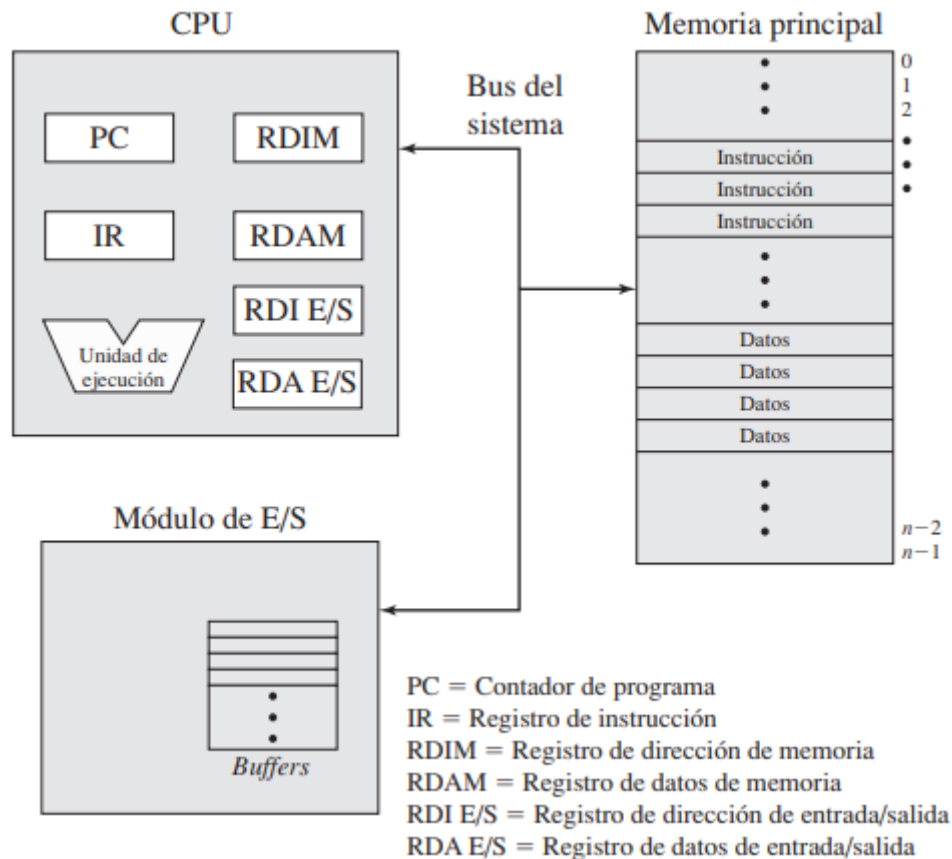 CPU
Memoria principal
Bus del
sistema
PC
RDIM
IR
RDAM
RDI E/S
Unidad de
ejecución
RDA E/S
0
1
2
Instrucción
Instrucción
Instrucción
Datos
Datos
Datos
Datos
n−2
n−1
Módulo de E/S
Buffers
PC = Contador de programa
IR = Registro de instrucción
RDIM = Registro de dirección de memoria
RDAM = Registro de datos de memoria
RDI E/S = Registro de dirección de entrada/salida
RDA E/S = Registro de datos de entrada/salida